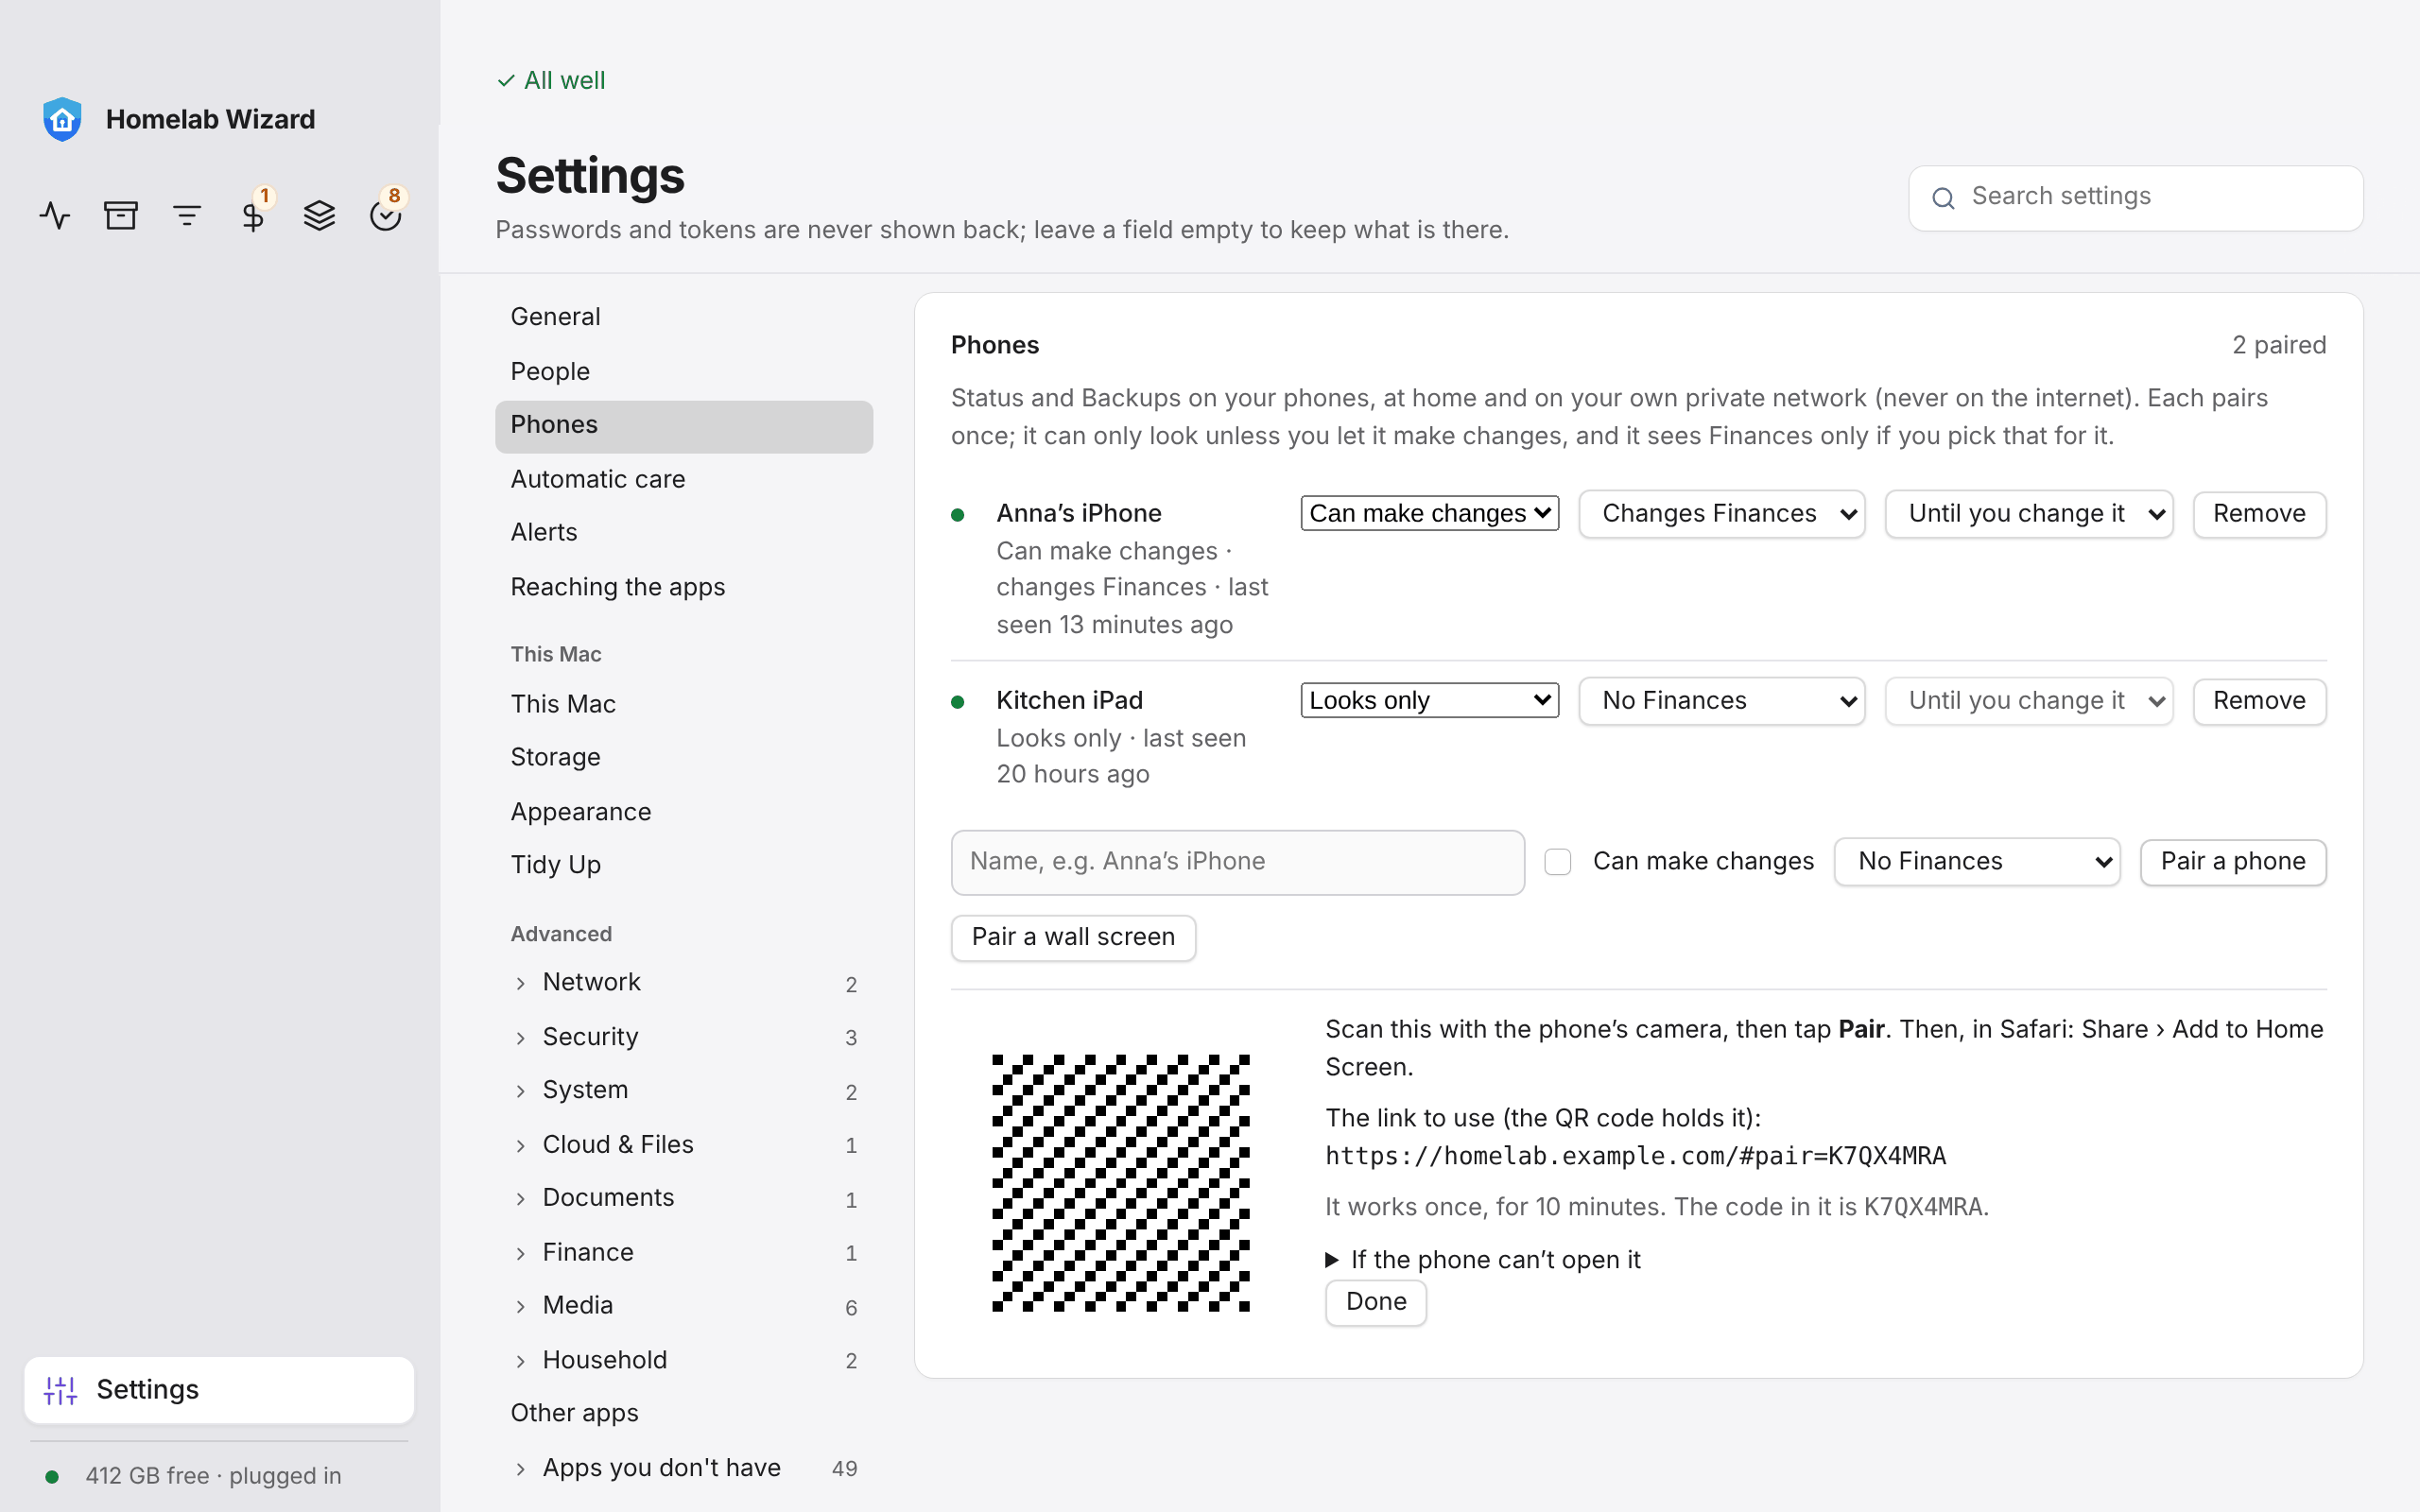 Homelab Wizard
1
8
Settings
412 GB free · plugged in
All well
Settings
Passwords and tokens are never shown back; leave a field empty to keep what is there.
Search settings
General
People
Phones
Automatic care
Alerts
Reaching the apps
This Mac
This Mac
Storage
Appearance
Tidy Up
Advanced
Network 2
Security 3
System 2
Cloud & Files 1
Documents 1
Finance 1
Media 6
Household 2
Other apps
Apps you don't have 49
Phones 2 paired
Status and Backups on your phones, at home and on your own private network (never on the internet). Each pairs
once; it can only look unless you let it make changes, and it sees Finances only if you pick that for it.
Anna’s iPhone Can make changes Changes Finances Until you change it Remove
Can make changes ·
changes Finances · last
seen 13 minutes ago
Kitchen iPad Looks only No Finances Until you change it Remove
Looks only · last seen
20 hours ago
Name, e.g. Anna’s iPhone Can make changes No Finances Pair a phone
Pair a wall screen
Scan this with the phone’s camera, then tap Pair. Then, in Safari: Share › Add to Home
Screen.
The link to use (the QR code holds it):
https://homelab.example.com/#pair=K7QX4MRA
It works once, for 10 minutes. The code in it is K7QX4MRA.
If the phone can’t open it
Done